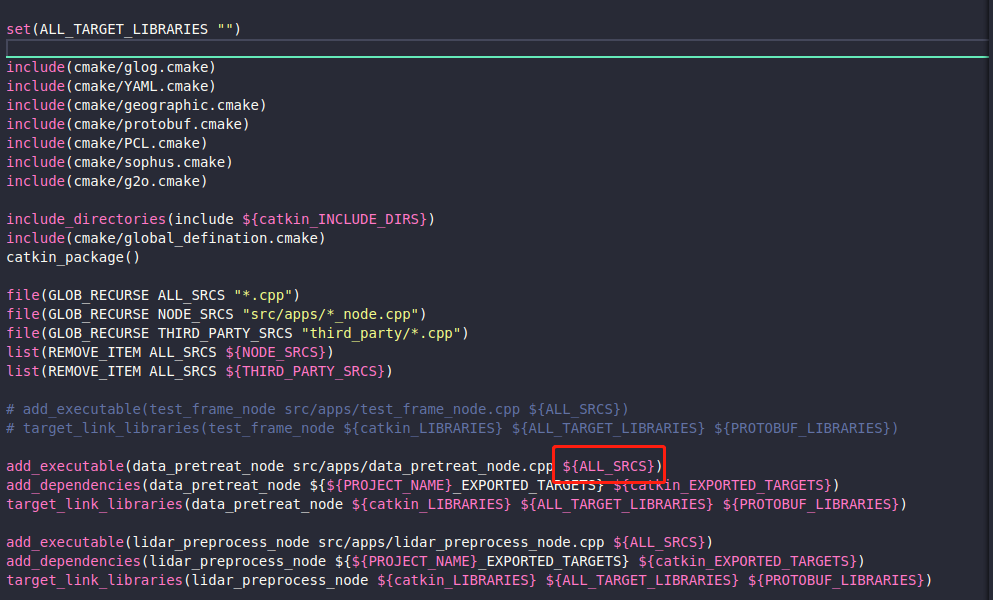 set(ALL_TARGET_LIBRARIES "")
include(cmake/glog.cmake)
include(cmake/YAML.cmake)
include(cmake/geographic.cmake)
include(cmake/protobuf.cmake)
include(cmake/PCL.cmake)
include(cmake/sophus.cmake)
include(cmake/g2o.cmake)
include_directories(include ${catkin_INCLUDE_DIRS})
include(cmake/global_defination.cmake)
catkin_package()
file(GLOB_RECURSE ALL_SRCS "*.cpp")
file(GLOB_RECURSE NODE_SRCS "src/apps/*_node.cpp")
file(GLOB_RECURSE THIRD_PARTY_SRCS "third_party/*.cpp")
list(REMOVE_ITEM ALL_SRCS ${NODE_SRCS})
list(REMOVE_ITEM ALL_SRCS ${THIRD_PARTY_SRCS})
# add_executable(test_frame_node src/apps/test_frame_node.cpp ${ALL_SRCS})
# target_link_libraries(test_frame_node ${catkin_LIBRARIES} ${ALL_TARGET_LIBRARIES} ${PROTOBUF_LIBRARIES})
add_executable(data_pretreat_node src/apps/data_pretreat_node.cpp ${ALL_SRCS})
add_dependencies(data_pretreat_node ${${PROJECT_NAME}_EXPORTED_TARGETS} ${catkin_EXPORTED_TARGETS})
target_link_libraries(data_pretreat_node ${catkin_LIBRARIES} ${ALL_TARGET_LIBRARIES} ${PROTOBUF_LIBRARIES})
add_executable(lidar_preprocess_node src/apps/lidar_preprocess_node.cpp ${ALL_SRCS})
add_dependencies(lidar_preprocess_node ${${PROJECT_NAME}_EXPORTED_TARGETS} ${catkin_EXPORTED_TARGETS})
target_link_libraries(lidar_preprocess_node ${catkin_LIBRARIES} ${ALL_TARGET_LIBRARIES} ${PROTOBUF_LIBRARIES})